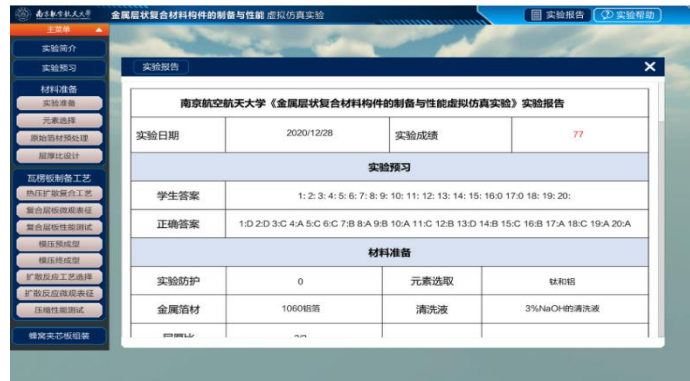 南京航空航天大学 金属层状复合材料构件的制备与性能 虚拟仿真实验 实验报告 实验帮助
主菜单
实验简介
实验预习
材料准备
实验准备
元素选择
原始箔材预处理
层厚比设计
瓦楞板制备工艺
热压扩散复合工艺
复合层板微观表征
复合层板性能测试
模压预成型
模压终成型
扩散反应工艺选择
扩散反应微观表征
压缩性能测试
蜂窝夹芯板组装
实验报告 ×
南京航空航天大学《金属层状复合材料构件的制备与性能虚拟仿真实验》实验报告
实验日期 2020/12/28 实验成绩 77
实验预习
学生答案 1: 2: 3: 4: 5: 6: 7: 8: 9: 10: 11: 12: 13: 14: 15: 16:0 17:0 18: 19: 20:
正确答案 1:D 2:D 3:C 4:A 5:C 6:C 7:B 8:A 9:B 10:A 11:C 12:B 13:D 14:B 15:C 16:B 17:A 18:C 19:A 20:A
材料准备
实验防护 0 元素选取 钛和铝
金属箔材 1060铝箔 清洗液 3%NaOH的清洗液